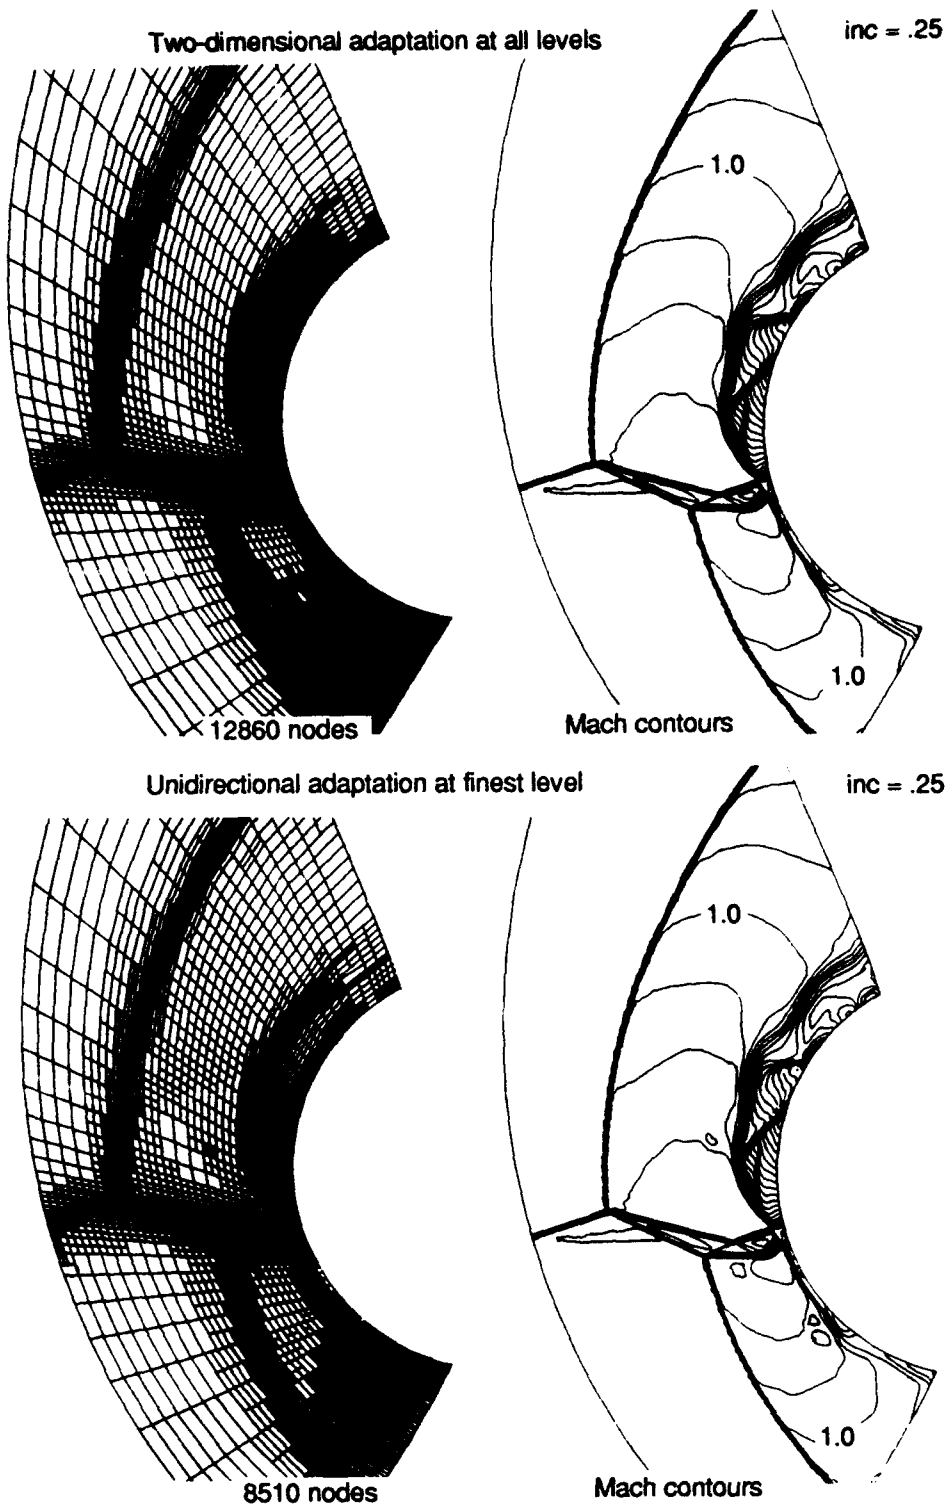 Two-dimensional adaptation at all levels
inc = .25
1.0
1.0
12860 nodes
Mach contours
Unidirectional adaptation at finest level
inc = .25
1.0
1.0
8510 nodes
Mach contours